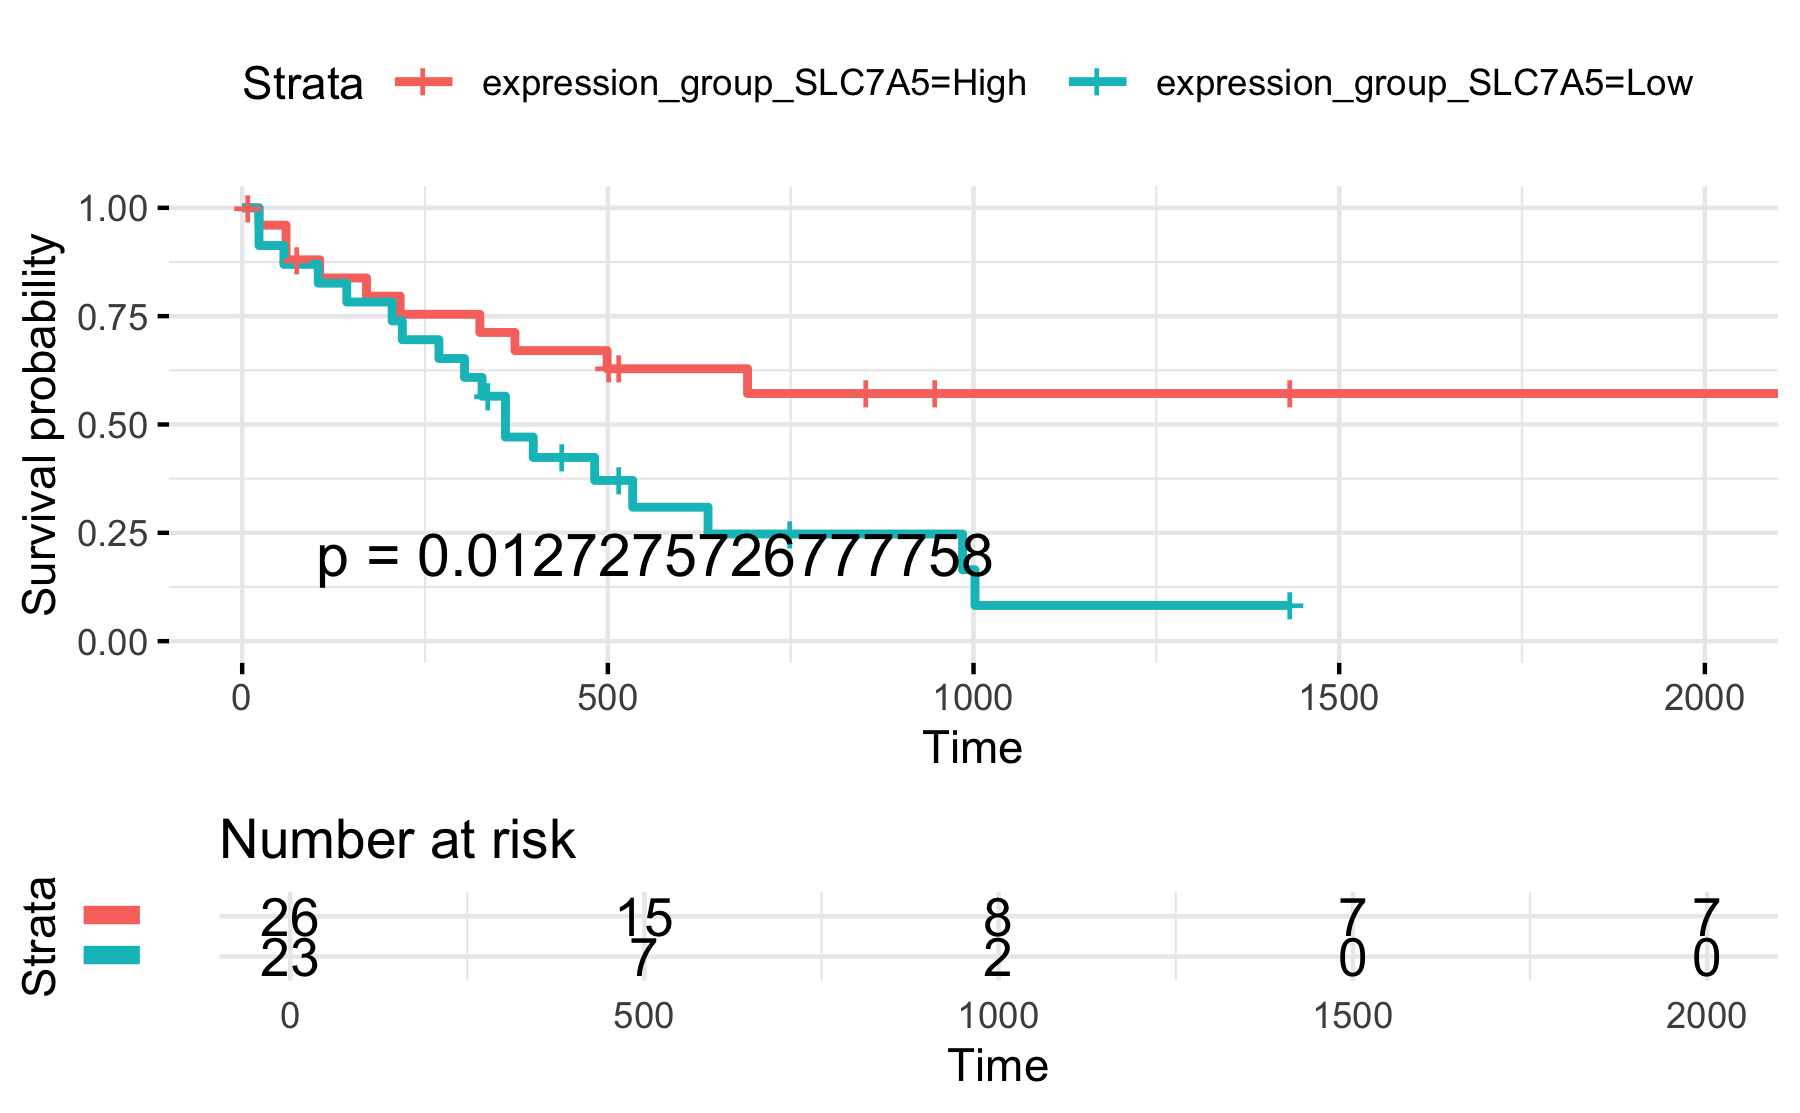 Strata expression_group_SLC7A5=High expression_group_SLC7A5=Low
Survival probability
1.00
0.75
0.50
0.25
0.00
p = 0.0127275726777758
0 500 1000 1500 2000
Time
Number at risk
Strata
26 15 8 7 7
23 7 2 0 0
0 500 1000 1500 2000
Time